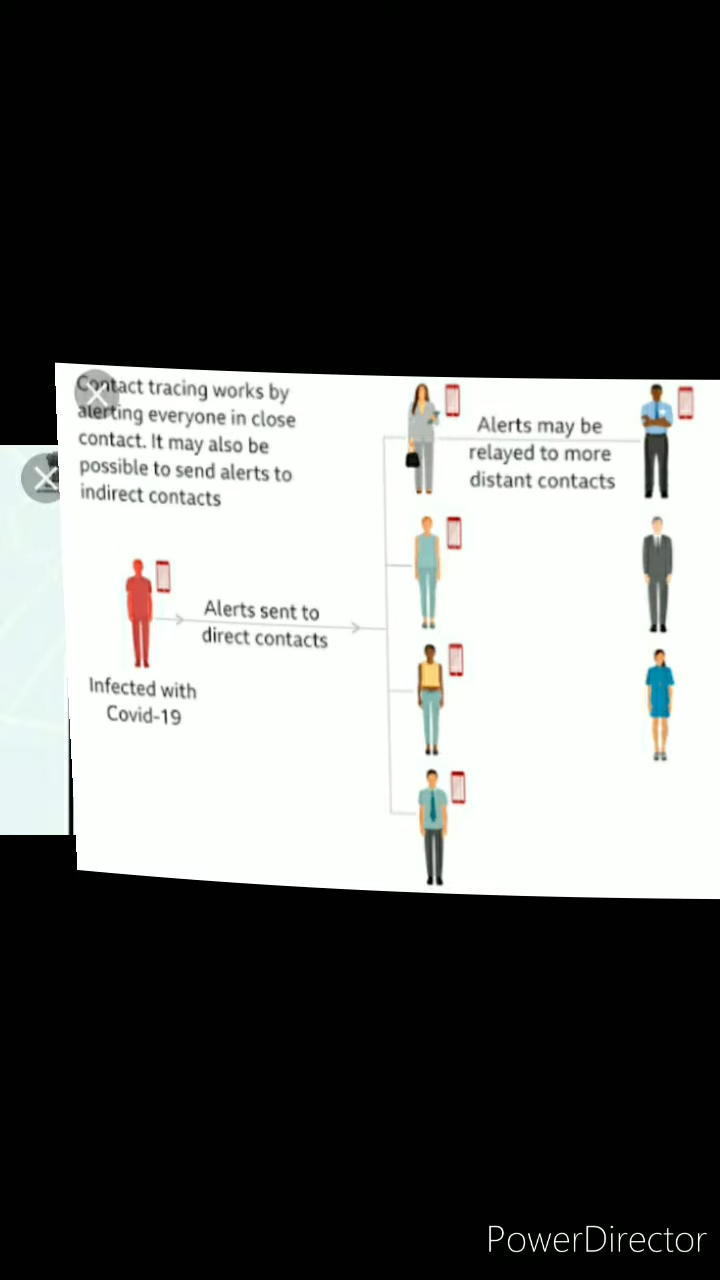 Contact tracing works by
alerting everyone in close
contact. It may also be
possible to send alerts to
indirect contacts
Alerts may be
relayed to more
distant contacts
Alerts sent to
direct contacts
Infected with
Covid-19
PowerDirector